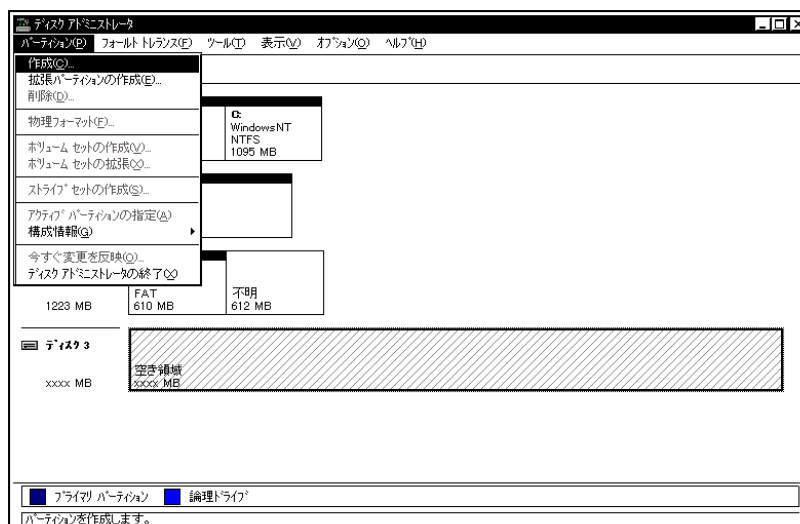 ディスク アドミニストレータ
パーティション(P) フォールト トレランス(F) ツール(T) 表示(V) オプション(O) ヘルプ(H)
作成(C)...
拡張パーティションの作成(E)...
削除(D)...
物理フォーマット(F)...
ボリューム セットの作成(V)...
ボリューム セットの拡張(X)...
ストライプ セットの作成(S)...
アクティブ パーティションの指定(A)
構成情報(G)
今すぐ変更を反映(O)...
ディスク アドミニストレータの終了(X)
C:
WindowsNT
NTFS
1095 MB
1223 MB
FAT
610 MB
不明
612 MB
ディスク 3
xxxx MB
空き領域
xxxx MB
プライマリ パーティション 論理ドライブ
パーティションを作成します。